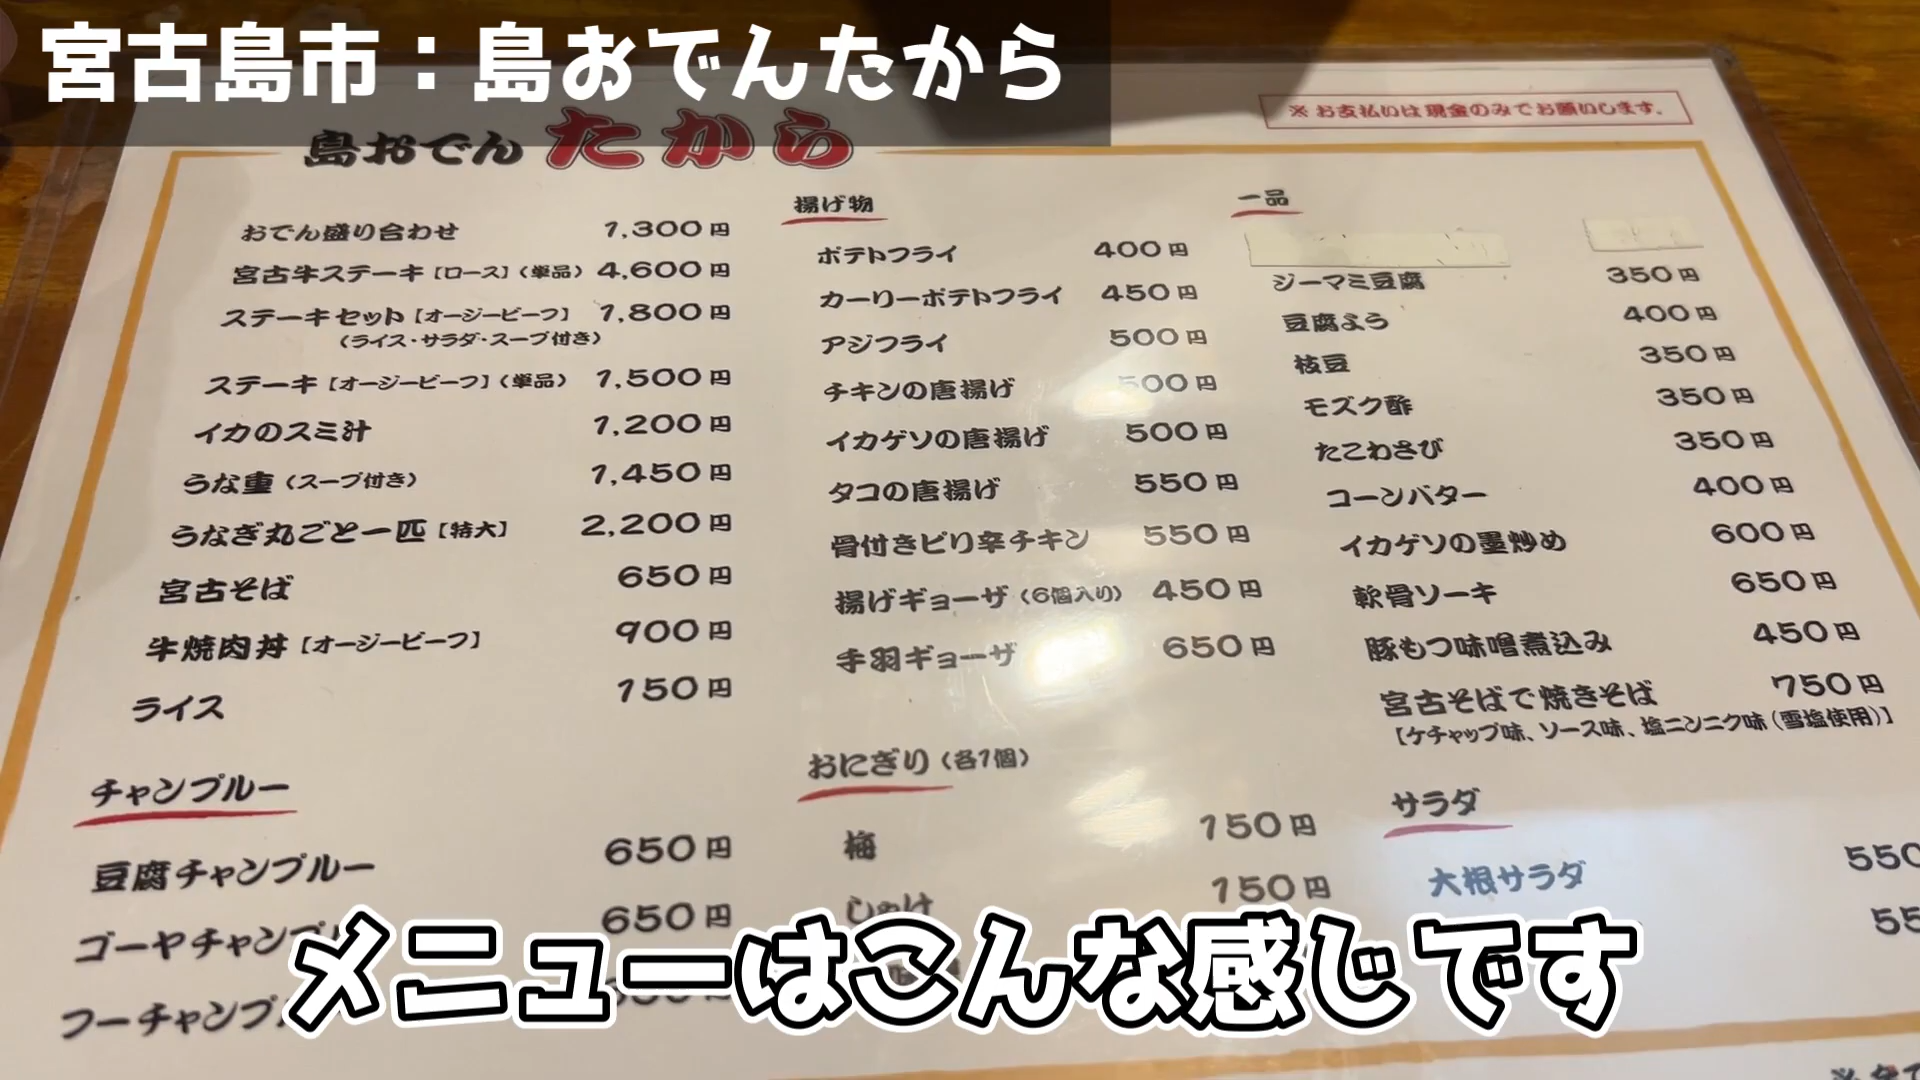 宮古島市：島おでんたから
島おでん たから
※お支払いは現金のみでお願いします。
おでん盛り合わせ 1,300円
宮古牛ステーキ【ロース】（単品） 4,600円
ステーキセット【オージービーフ】 1,800円
（ライス・サラダ・スープ付き）
ステーキ【オージービーフ】（単品） 1,500円
イカのスミ汁 1,200円
うな重（スープ付き） 1,450円
うなぎ丸ごと一匹【特大】 2,200円
宮古そば 650円
牛焼肉丼【オージービーフ】 900円
ライス 150円
チャンプルー
豆腐チャンプルー 650円
ゴーヤチャンプル 650円
フーチャンプル
揚げ物
ポテトフライ 400円
カーリーポテトフライ 450円
アジフライ 500円
チキンの唐揚げ 500円
イカゲソの唐揚げ 500円
タコの唐揚げ 550円
骨付きピリ辛チキン 550円
揚げギョーザ（6個入り） 450円
手羽ギョーザ 650円
おにぎり（各1個）
梅 150円
しゃけ 150円
一品
ジーマミ豆腐 350円
豆腐よう 400円
枝豆 350円
モズク酢 350円
たこわさび 350円
コーンバター 400円
イカゲソの墨炒め 600円
軟骨ソーキ 650円
豚もつ味噌煮込み 450円
宮古そばで焼きそば 750円
【ケチャップ味、ソース味、塩ニンニク味（雪塩使用）】
サラダ
大根サラダ 550
55
メニューはこんな感じです